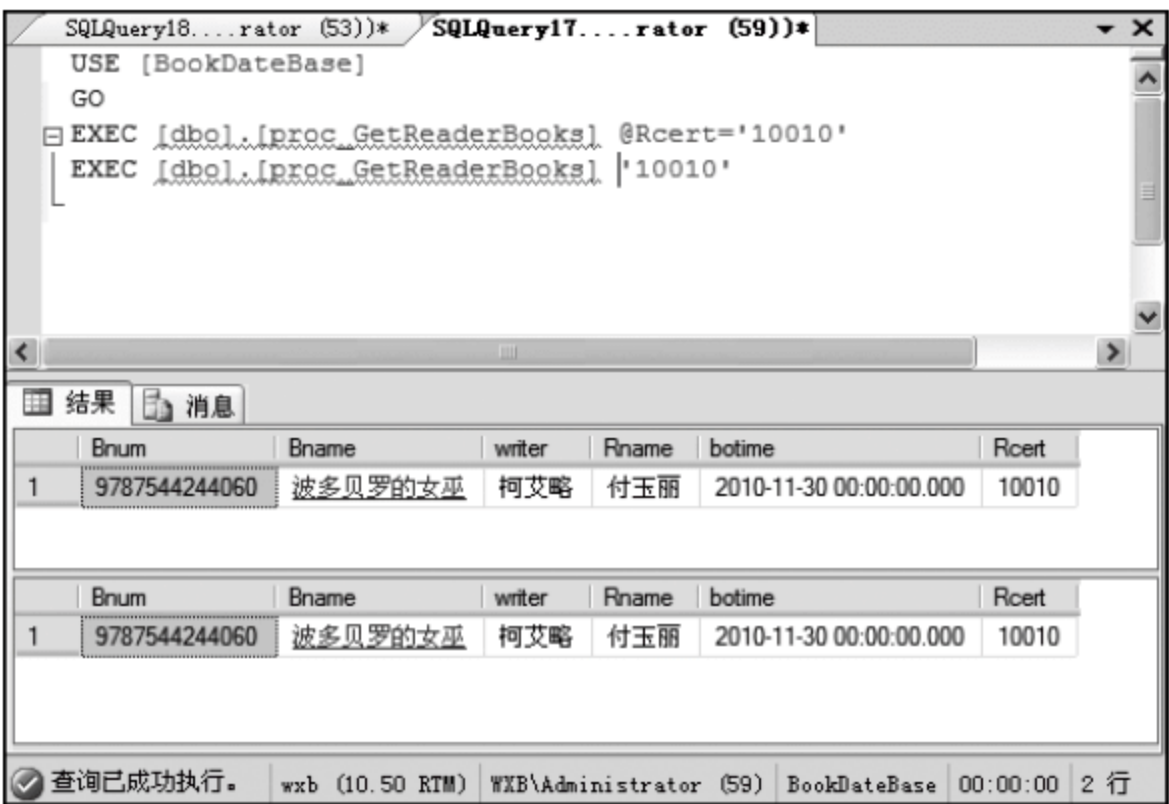 SQLQuery18....rator (53))* SQLQuery17....rator (59))*
USE [BookDateBase]
GO
EXEC [dbo].[proc_GetReaderBooks] @Rcert='10010'
EXEC [dbo].[proc_GetReaderBooks] '10010'
结果 消息
Bnum Bname writer Rname botime Rcert
1 9787544244060 波多贝罗的女巫 柯艾略 付玉丽 2010-11-30 00:00:00.000 10010
Bnum Bname writer Rname botime Rcert
1 9787544244060 波多贝罗的女巫 柯艾略 付玉丽 2010-11-30 00:00:00.000 10010
查询已成功执行。 wxb (10.50 RTM) WXB\Administrator (59) BookDateBase 00:00:00 2 行